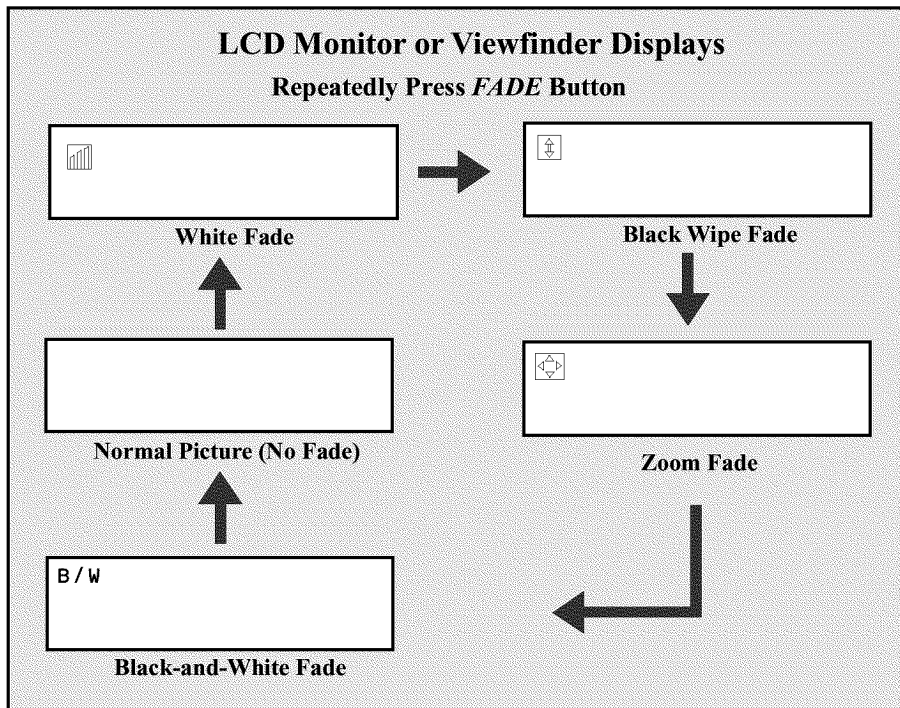 LCD Monitor or Viewfinder Displays
Repeatedly Press FADE Button
White Fade
Black Wipe Fade
Normal Picture (No Fade)
Zoom Fade
B/W
Black-and-White Fade